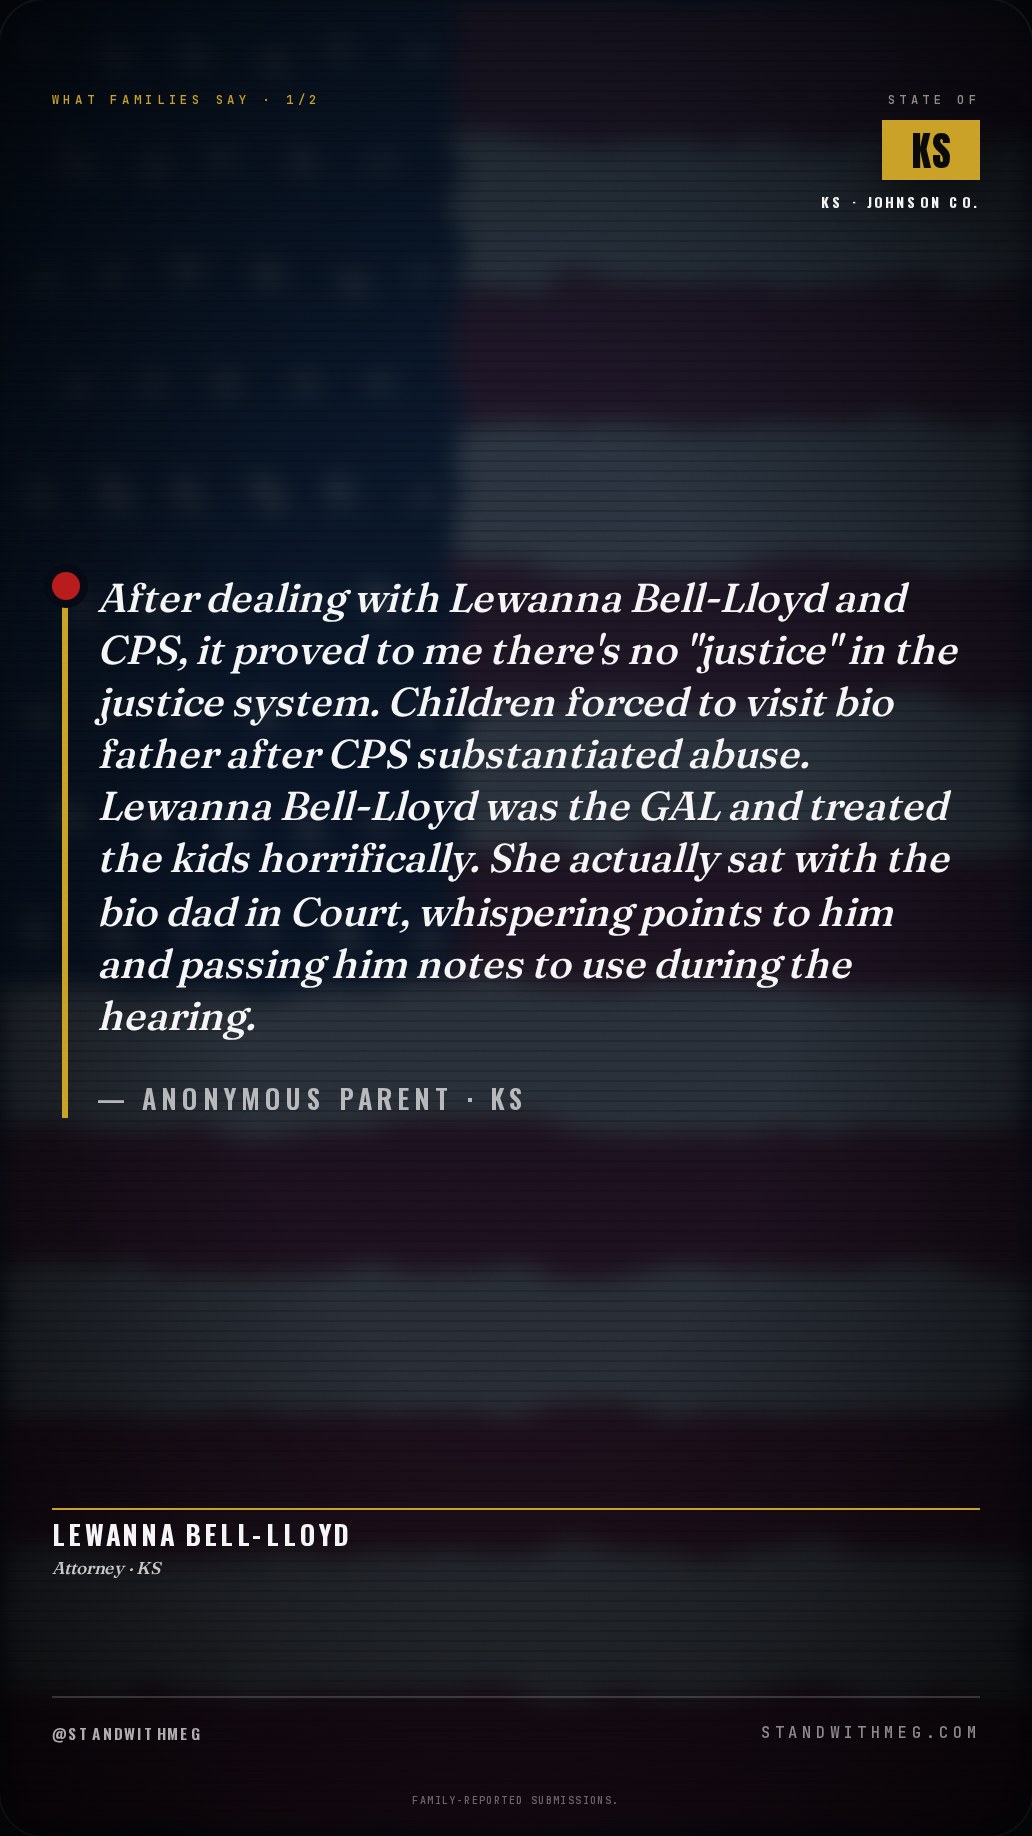 WHAT FAMILIES SAY · 1/2
STATE OF
KS
KS · JOHNSON CO.
After dealing with Lewanna Bell-Lloyd and
CPS, it proved to me there's no "justice" in the
justice system. Children forced to visit bio
father after CPS substantiated abuse.
Lewanna Bell-Lloyd was the GAL and treated
the kids horrifically. She actually sat with the
bio dad in Court, whispering points to him
and passing him notes to use during the
hearing.
— ANONYMOUS PARENT · KS
LEWANNA BELL-LLOYD
Attorney · KS
@STANDWITHMEG
STANDWITHMEG.COM
FAMILY-REPORTED SUBMISSIONS.